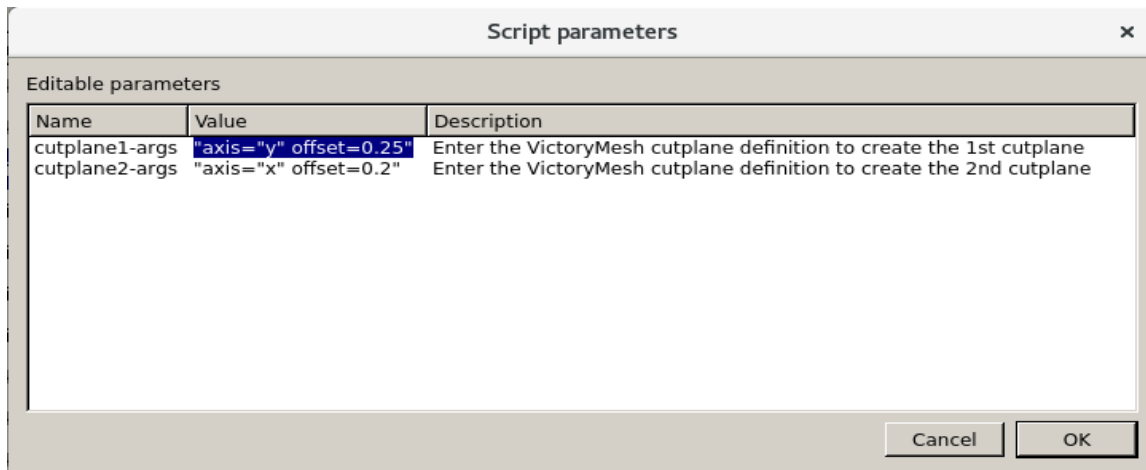 Script parameters ×
Editable parameters
Name Value Description
cutplane1-args "axis="y" offset=0.25" Enter the VictoryMesh cutplane definition to create the 1st cutplane
cutplane2-args "axis="x" offset=0.2" Enter the VictoryMesh cutplane definition to create the 2nd cutplane
Cancel OK